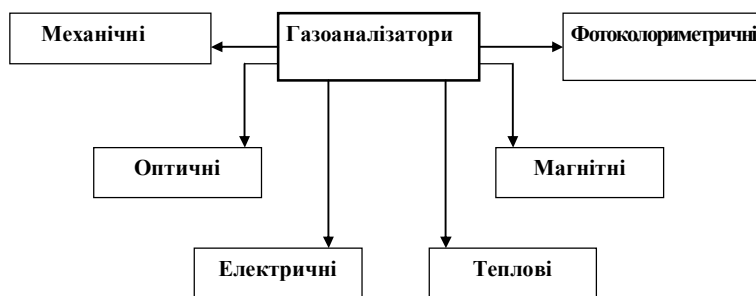 Механічні
Газоаналізатори
Фотоколориметричні
Оптичні
Магнітні
Електричні
Теплові